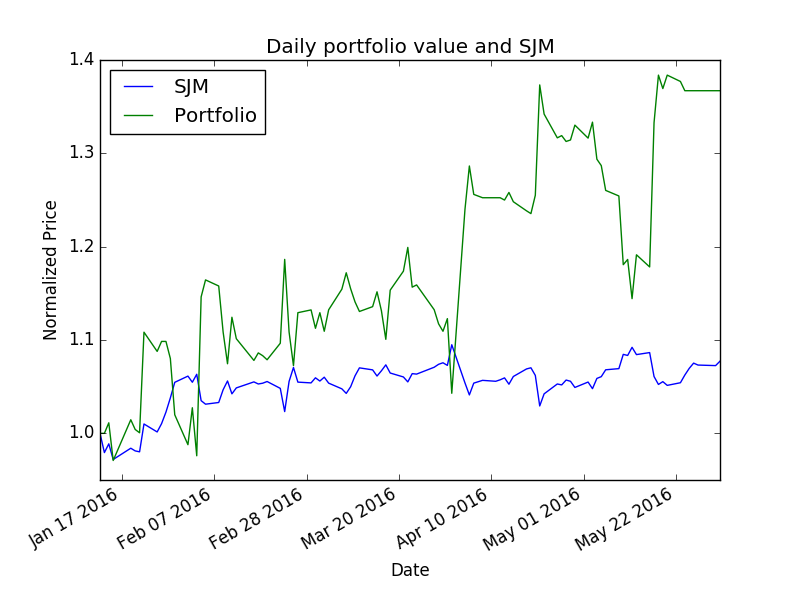 Daily portfolio value and SJM
SJM
Portfolio
Normalized Price
1.4
1.3
1.2
1.1
1.0
Jan 17 2016
Feb 07 2016
Feb 28 2016
Mar 20 2016
Apr 10 2016
May 01 2016
May 22 2016
Date